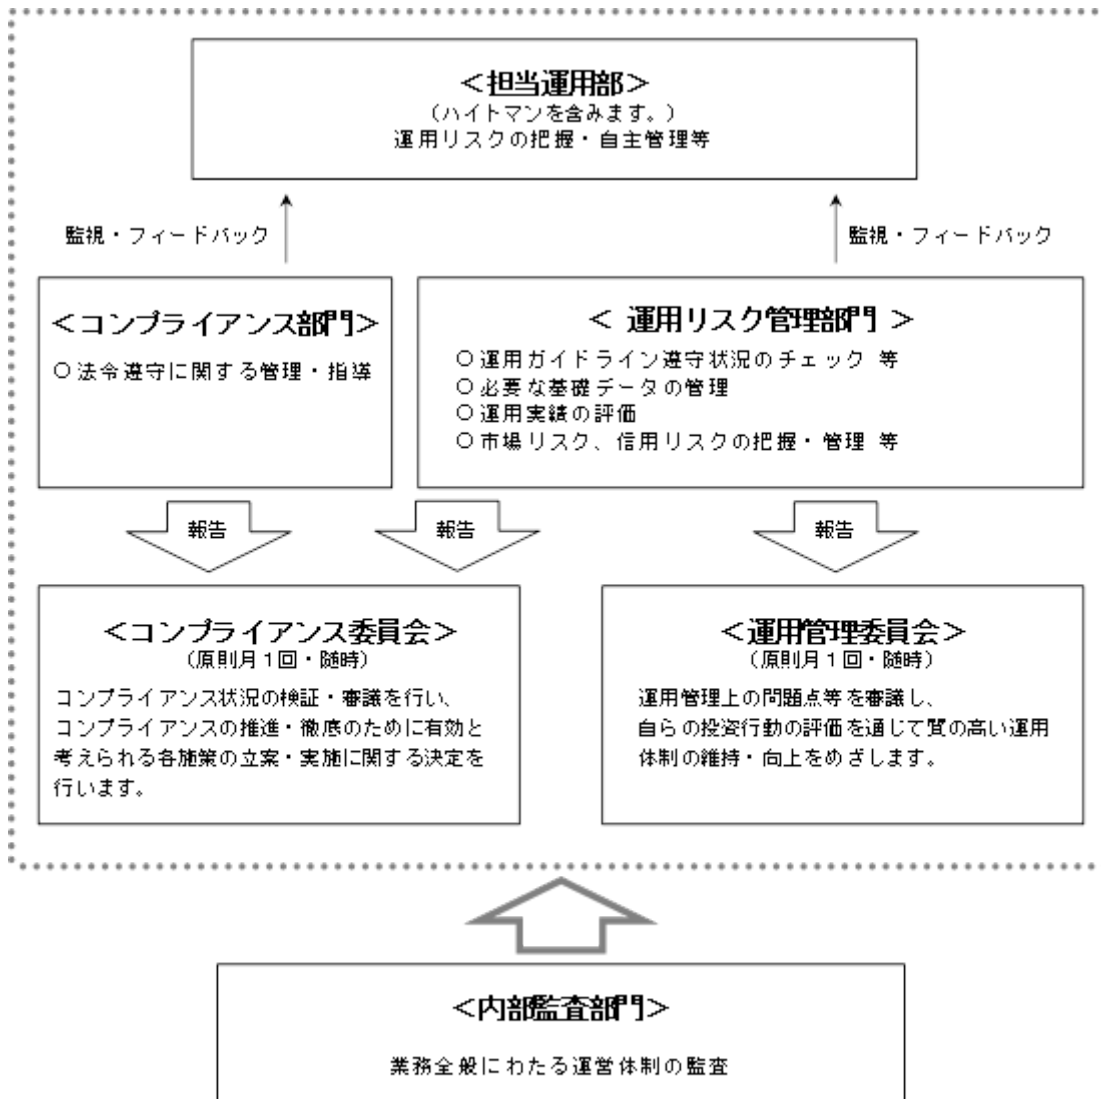 ＜担当運用部＞
（ハイトマンを含みます。）
運用リスクの把握・自主管理等
監視・フィードバック
監視・フィードバック
＜コンプライアンス部門＞
○法令遵守に関する管理・指導
＜ 運用リスク管理部門 ＞
○運用ガイドライン遵守状況のチェック 等
○必要な基礎データの管理
○運用実績の評価
○市場リスク、信用リスクの把握・管理 等
報告
報告
報告
＜コンプライアンス委員会＞
（原則月１回・随時）
コンプライアンス状況の検証・審議を行い、
コンプライアンスの推進・徹底のために有効と
考えられる各施策の立案・実施に関する決定を
行います。
＜運用管理委員会＞
（原則月１回・随時）
運用管理上の問題点等を審議し、
自らの投資行動の評価を通じて質の高い運用
体制の維持・向上をめざします。
＜内部監査部門＞
業務全般にわたる運営体制の監査